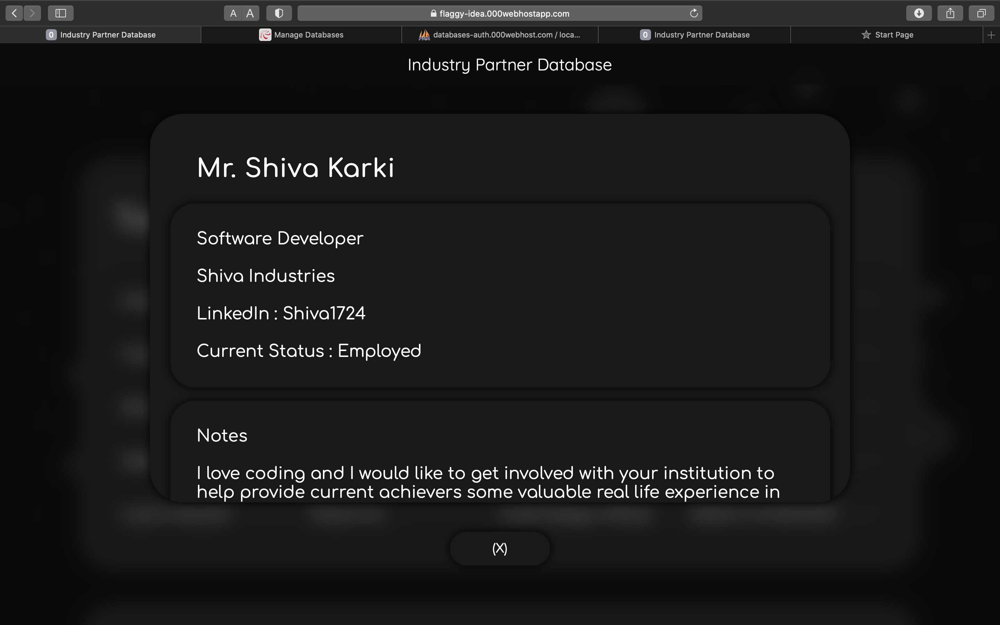 A A
flaggy-idea.000webhostapp.com
0 Industry Partner Database
Manage Databases
PMA databases-auth.000webhost.com / loca...
0 Industry Partner Database
Start Page
Industry Partner Database
Mr. Shiva Karki
Software Developer
Shiva Industries
LinkedIn : Shiva1724
Current Status : Employed
Notes
I love coding and I would like to get involved with your institution to
help provide current achievers some valuable real life experience in
(X)